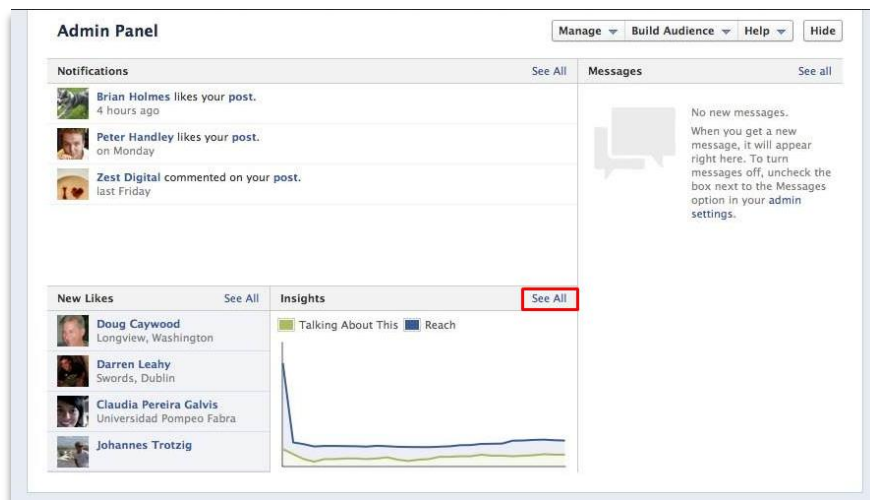 Admin Panel
Manage Build Audience Help Hide
Notifications See All
Brian Holmes likes your post.
4 hours ago
Peter Handley likes your post.
on Monday
Zest Digital commented on your post.
last Friday
Messages See all
No new messages.
When you get a new
message, it will appear
right here. To turn
messages off, uncheck the
box next to the Messages
option in your admin
settings.
New Likes See All
Doug Caywood
Longview, Washington
Darren Leahy
Swords, Dublin
Claudia Pereira Galvis
Universidad Pompeo Fabra
Johannes Trotzig
Insights See All
Talking About This Reach